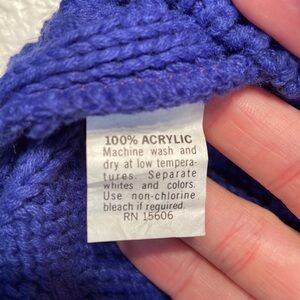 100% ACRYLIC
Machine wash and
dry at low tempera-
tures. Separate
whites and colors.
Use non-chlorine
bleach if required.
RN 15606